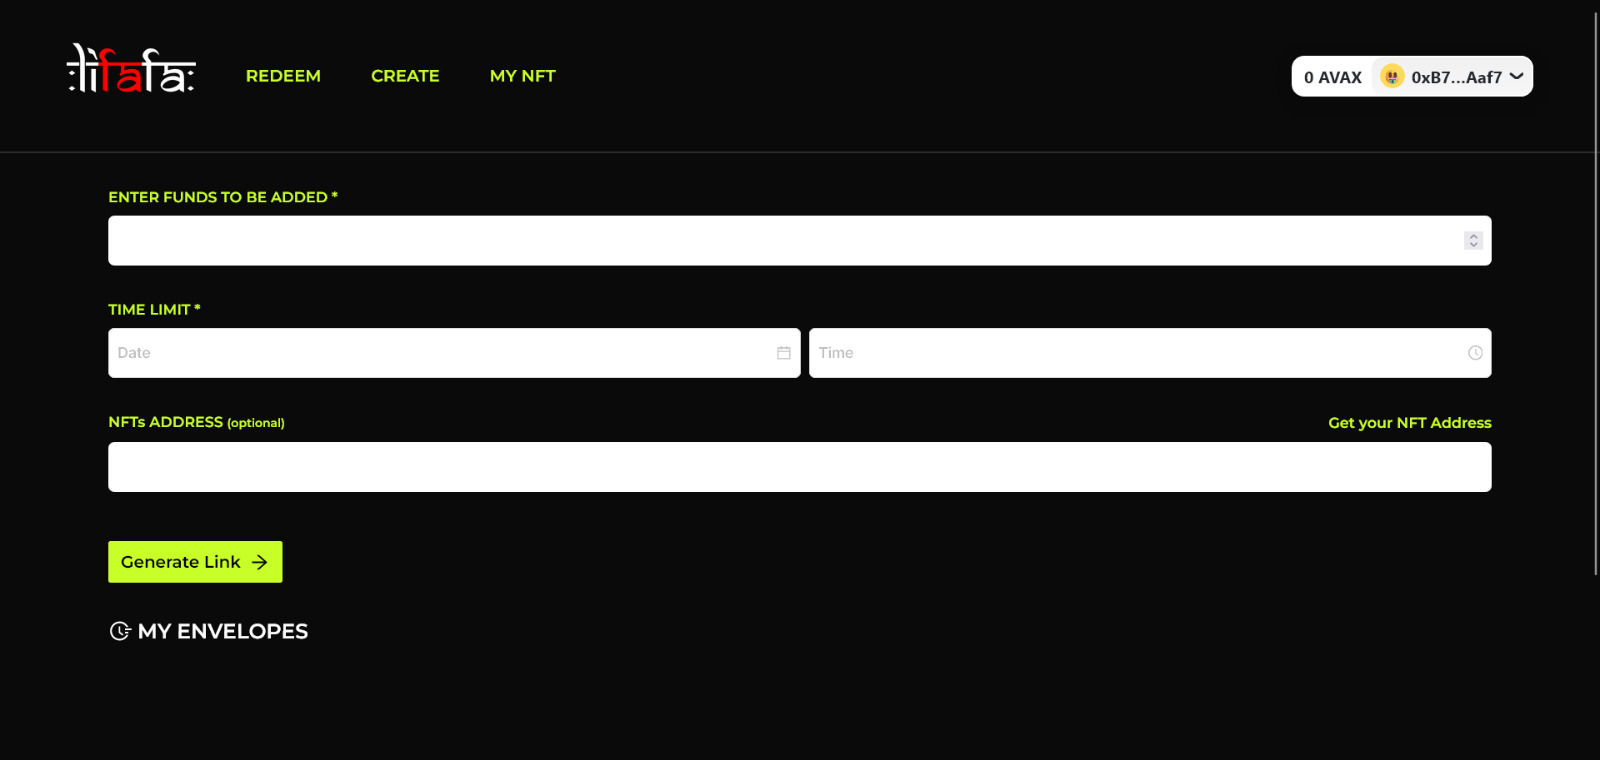 :lifafa:
REDEEM
CREATE
MY NFT
0 AVAX
0xB7...Aaf7
ENTER FUNDS TO BE ADDED *
TIME LIMIT *
Date
Time
NFTs ADDRESS (optional)
Get your NFT Address
Generate Link
MY ENVELOPES